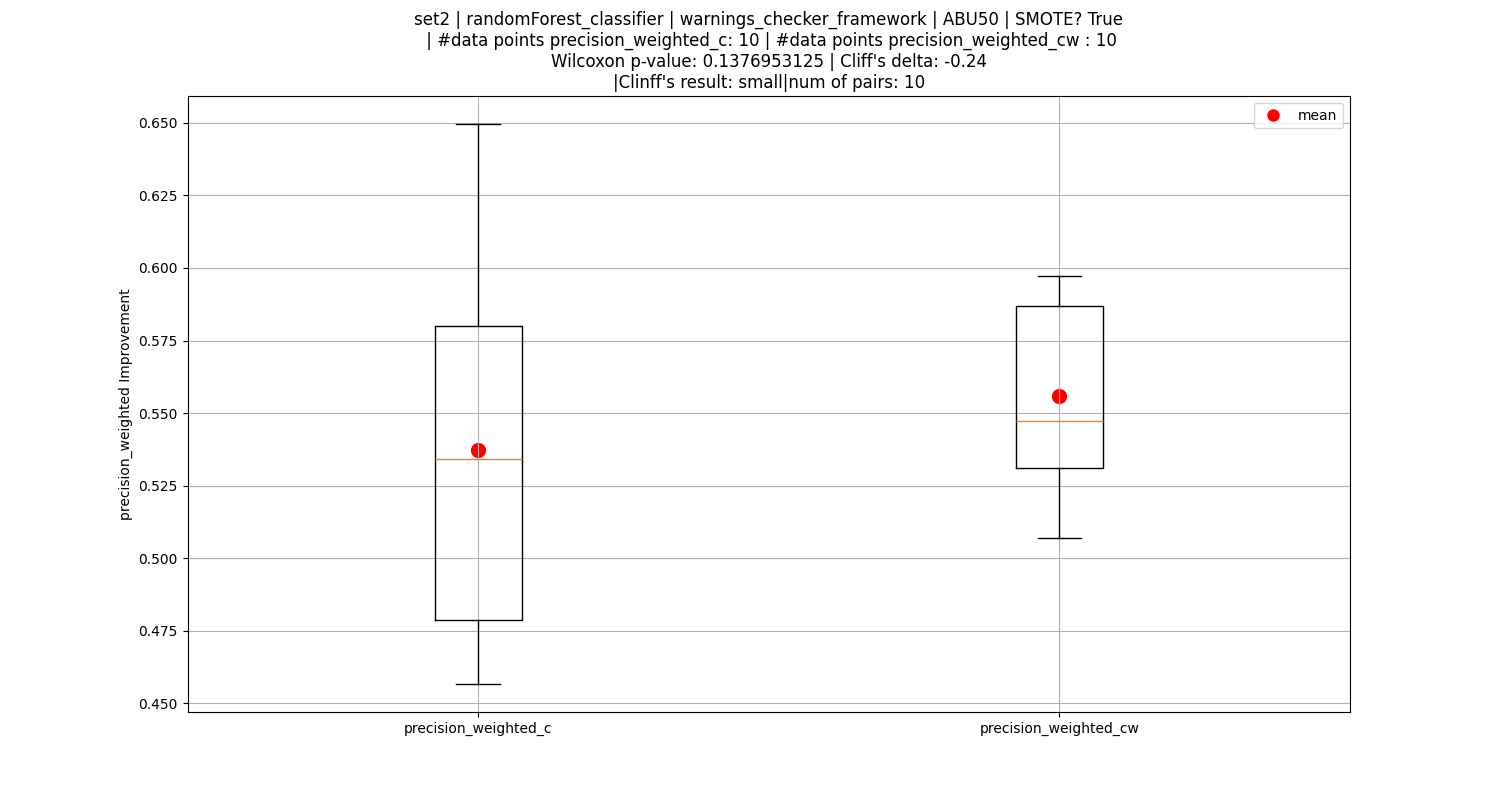 set2 | randomForest_classifier | warnings_checker_framework | ABU50 | SMOTE? True
| #data points precision_weighted_c: 10 | #data points precision_weighted_cw : 10
Wilcoxon p-value: 0.1376953125 | Cliff's delta: -0.24
|Clinff's result: small|num of pairs: 10
mean
0.650
0.625
0.600
0.575
0.550
0.525
0.500
0.475
0.450
precision_weighted Improvement
precision_weighted_c
precision_weighted_cw